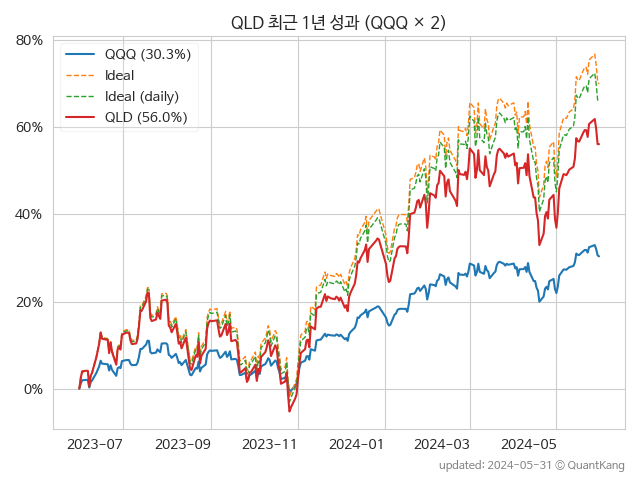 QLD 최근 1년 성과 (QQQ × 2)
80%
60%
40%
20%
0%
QQQ (30.3%)
Ideal
Ideal (daily)
QLD (56.0%)
2023-07
2023-09
2023-11
2024-01
2024-03
2024-05
updated: 2024-05-31 © QuantKang